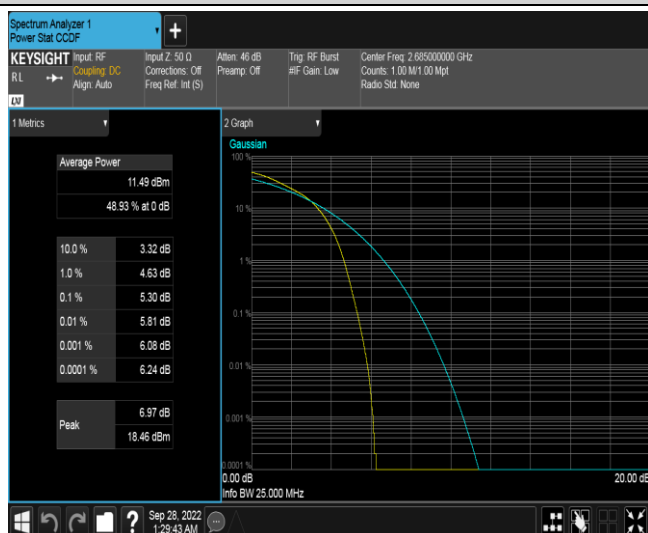 Spectrum Analyzer 1
Power Stat CCDF
+
KEYSIGHT
RL
LXI
Input: RF
Coupling: DC
Align: Auto
Input Z: 50 Ω
Corrections: Off
Freq Ref: Int (S)
Atten: 46 dB
Preamp: Off
Trig: RF Burst
#IF Gain: Low
Center Freq: 2.685000000 GHz
Counts: 1.00 M/1.00 Mpt
Radio Std: None
1 Metrics
Average Power
11.49 dBm
48.93 % at 0 dB
10.0 % 3.32 dB
1.0 % 4.63 dB
0.1 % 5.30 dB
0.01 % 5.81 dB
0.001 % 6.08 dB
0.0001 % 6.24 dB
Peak
6.97 dB
18.46 dBm
2 Graph
Gaussian
100 %
10 %
1 %
0.1 %
0.01 %
0.001 %
0.0001 %
0.00 dB
20.00 dB
Info BW 25.000 MHz
?
Sep 28, 2022
1:29:43 AM